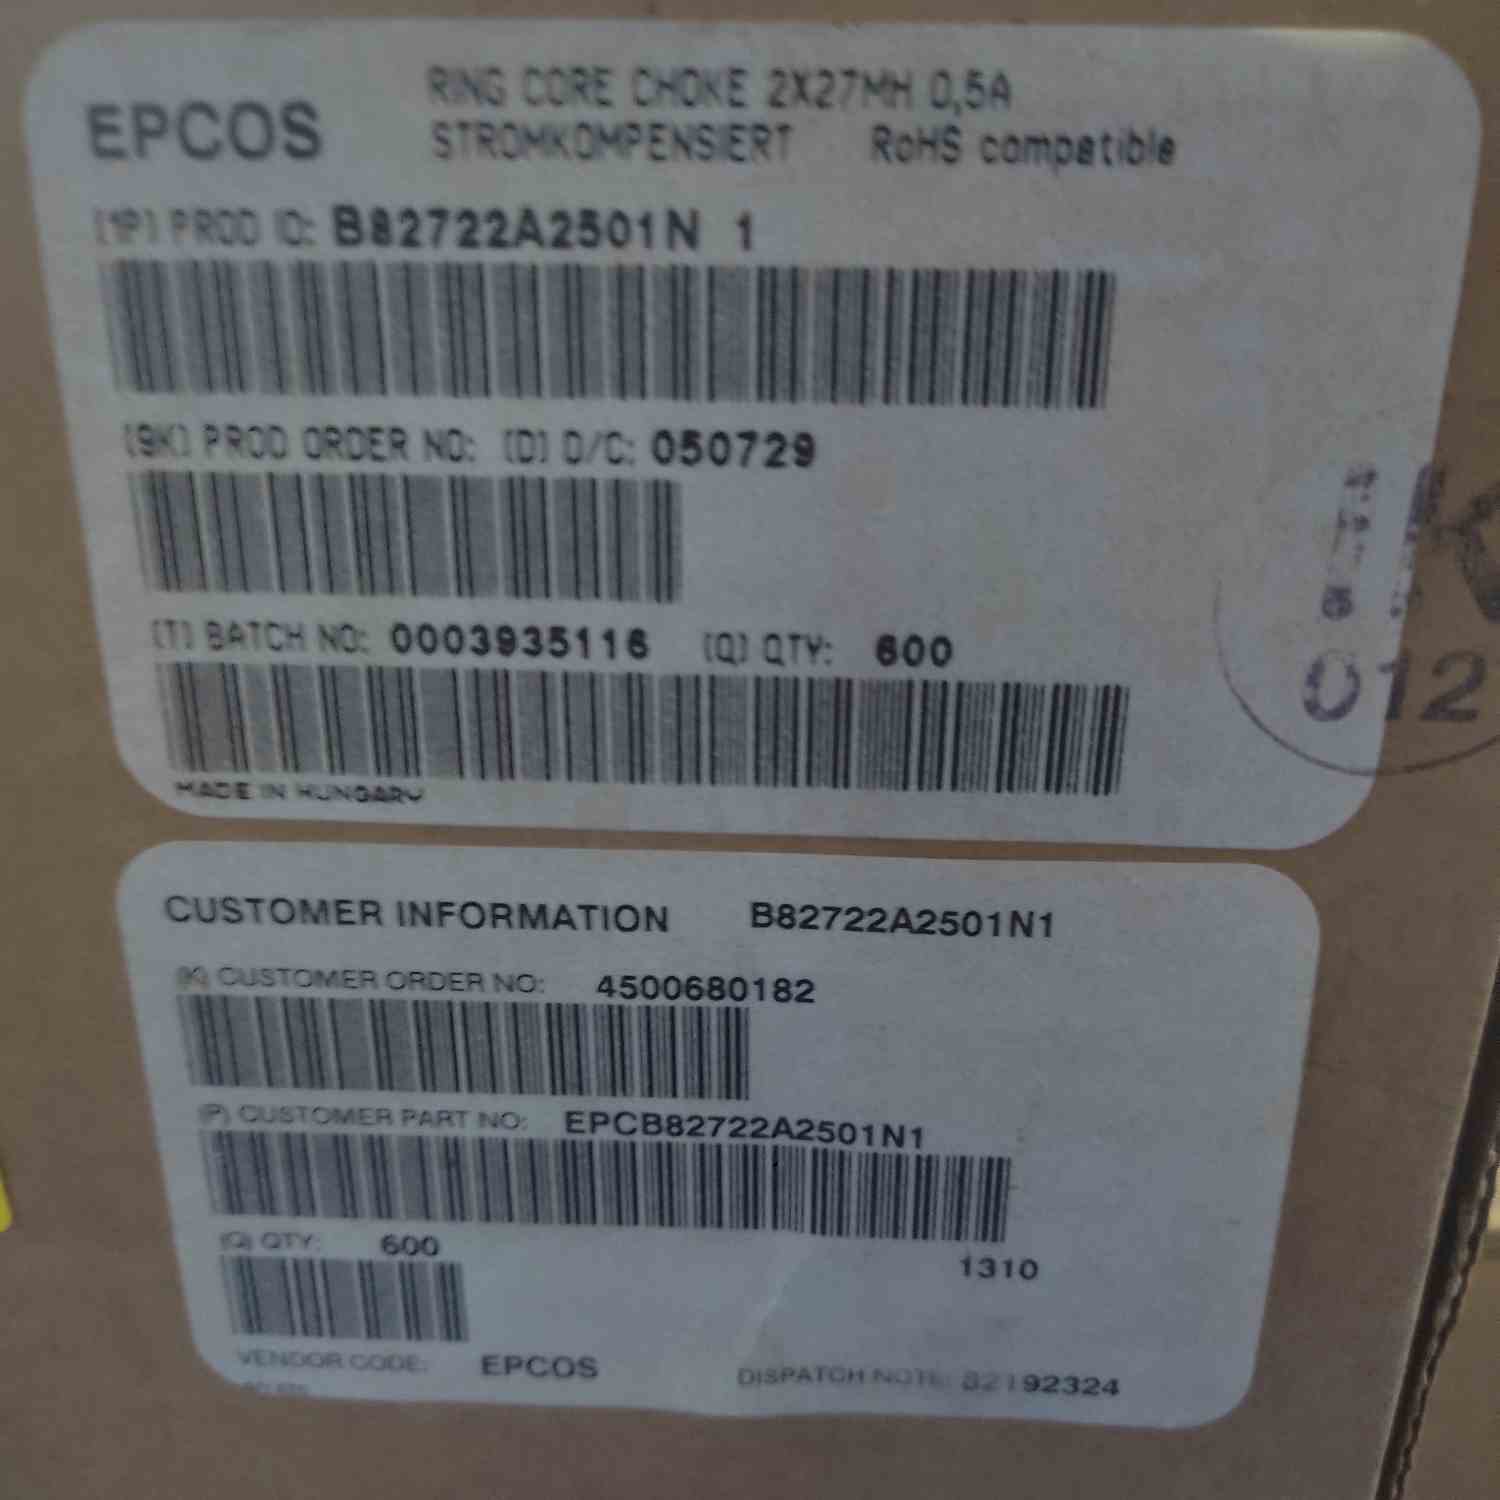 RING CORE CHOKE 2X27MH 0,5A
EPCOS
STROMKOMPENSIERT RoHS compatible
[1P] PROD ID: B82722A2501N 1
[9K] PROD ORDER NO: [D] D/C: 050729
[T] BATCH NO: 0003935116 [Q] QTY: 600
MADE IN HUNGARY
012
CUSTOMER INFORMATION B82722A2501N1
(K) CUSTOMER ORDER NO: 4500680182
(P) CUSTOMER PART NO: EPCB82722A2501N1
(Q) QTY: 600
1310
VENDOR CODE: EPCOS DISPATCH NOTE: 82192324